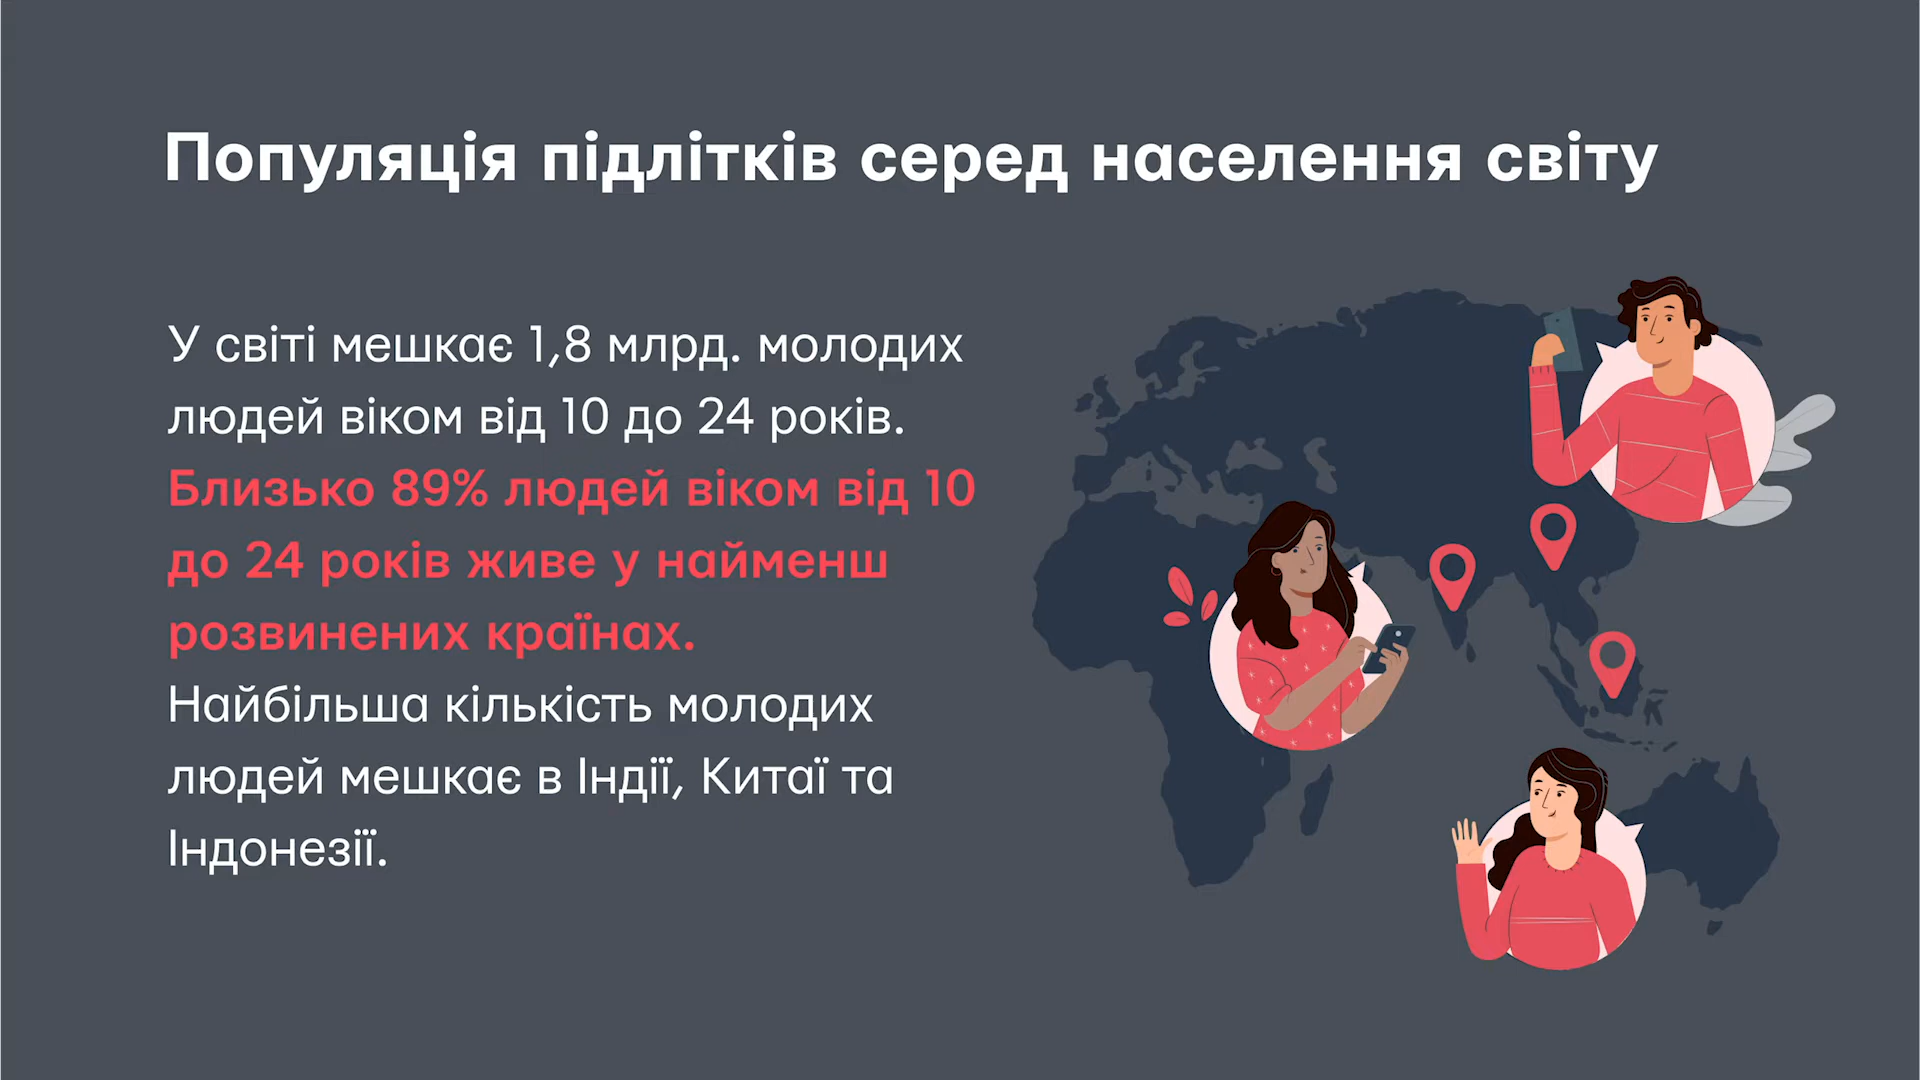 Популяція підлітків серед населення світу
У світі мешкає 1,8 млрд. молодих
людей віком від 10 до 24 років.
Близько 89% людей віком від 10
до 24 років живе у найменш
розвинених країнах.
Найбільша кількість молодих
людей мешкає в Індії, Китаї та
Індонезії.